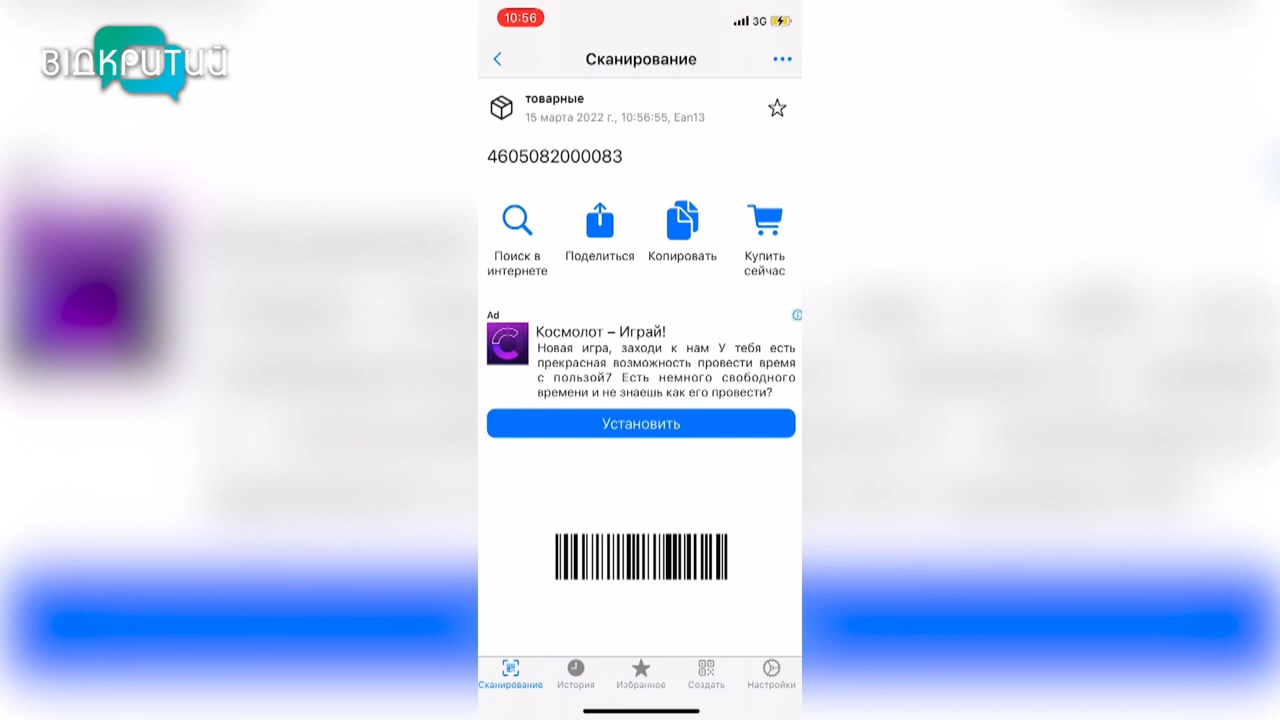 ВІДКРИТИЙ
10:56
3G
Сканирование
товарные
15 марта 2022 г., 10:56:55, Ean13
4605082000083
Поиск в
интернете
Поделиться
Копировать
Купить
сейчас
Ad
Космолот – Играй!
Новая игра, заходи к нам У тебя есть
прекрасная возможность провести время
с пользой7 Есть немного свободного
времени и не знаешь как его провести?
Установить
Сканирование
История
Избранное
Создать
Настройки